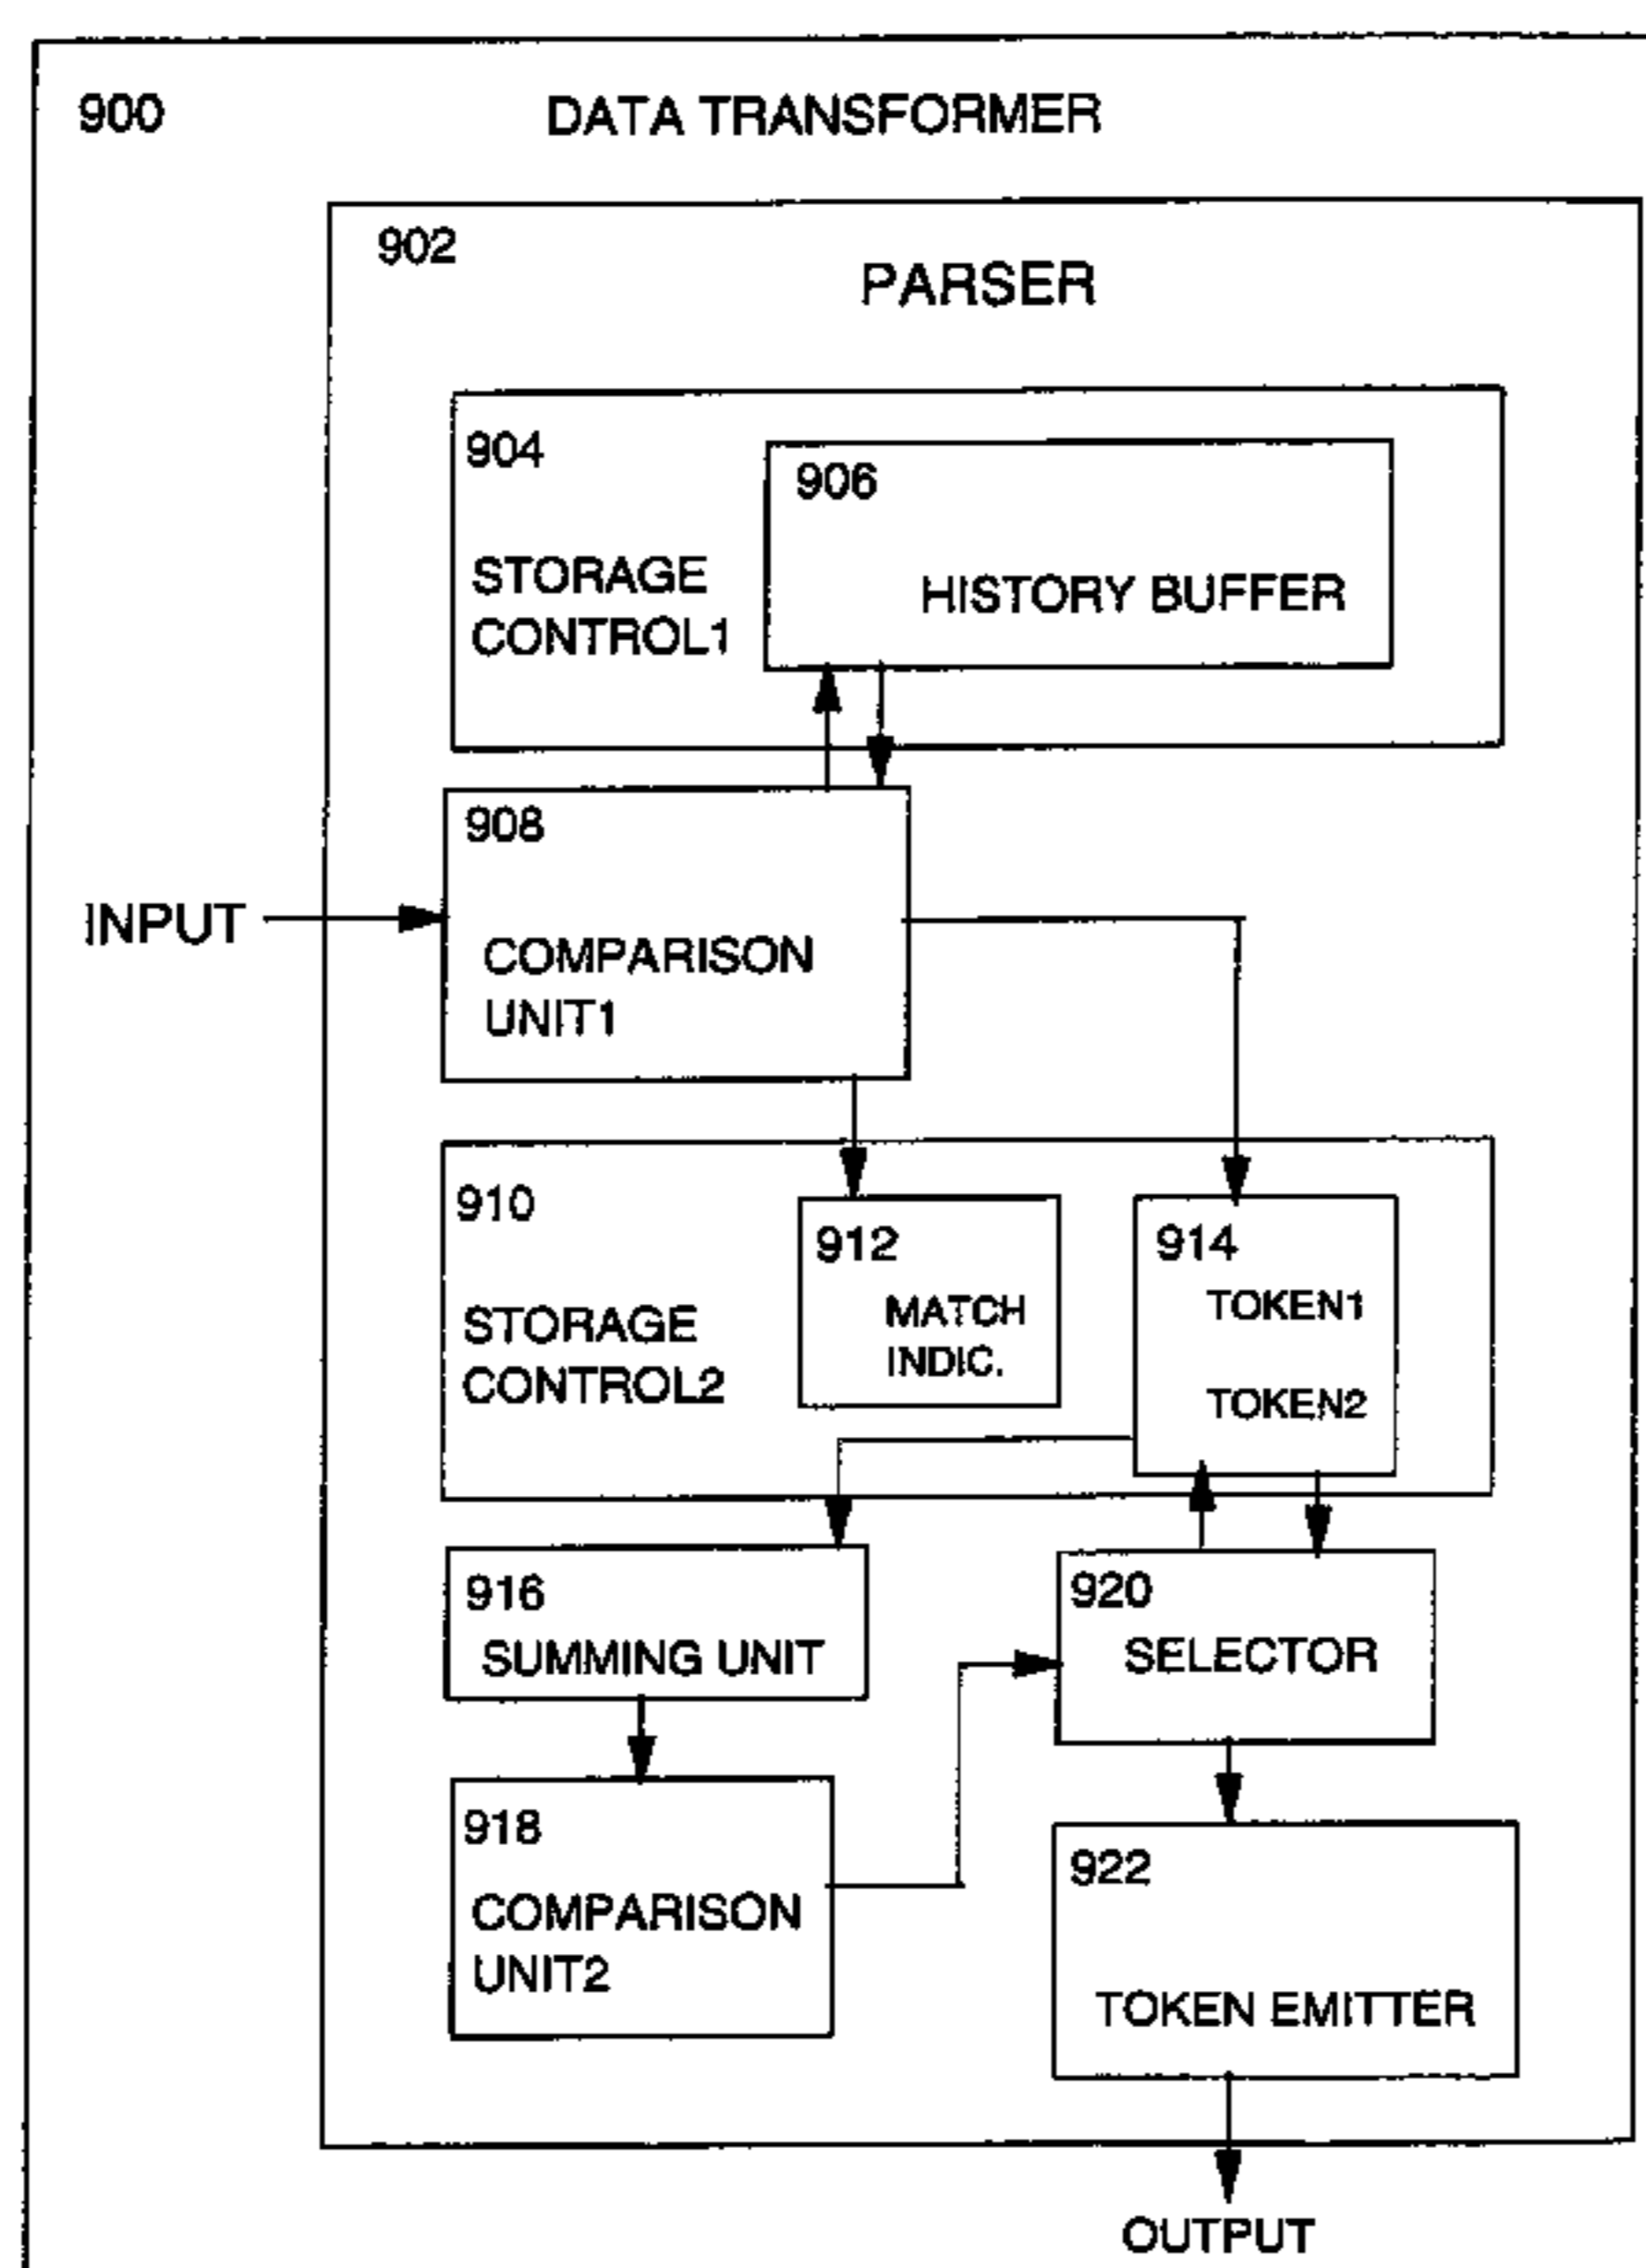 900
DATA TRANSFORMER
902
PARSER
904
STORAGE
CONTROL1
906
HISTORY BUFFER
908
COMPARISON
UNIT1
INPUT
910
STORAGE
CONTROL2
912
MATCH
INDIC.
914
TOKEN1
TOKEN2
916
SUMMING UNIT
920
SELECTOR
918
COMPARISON
UNIT2
922
TOKEN EMITTER
OUTPUT